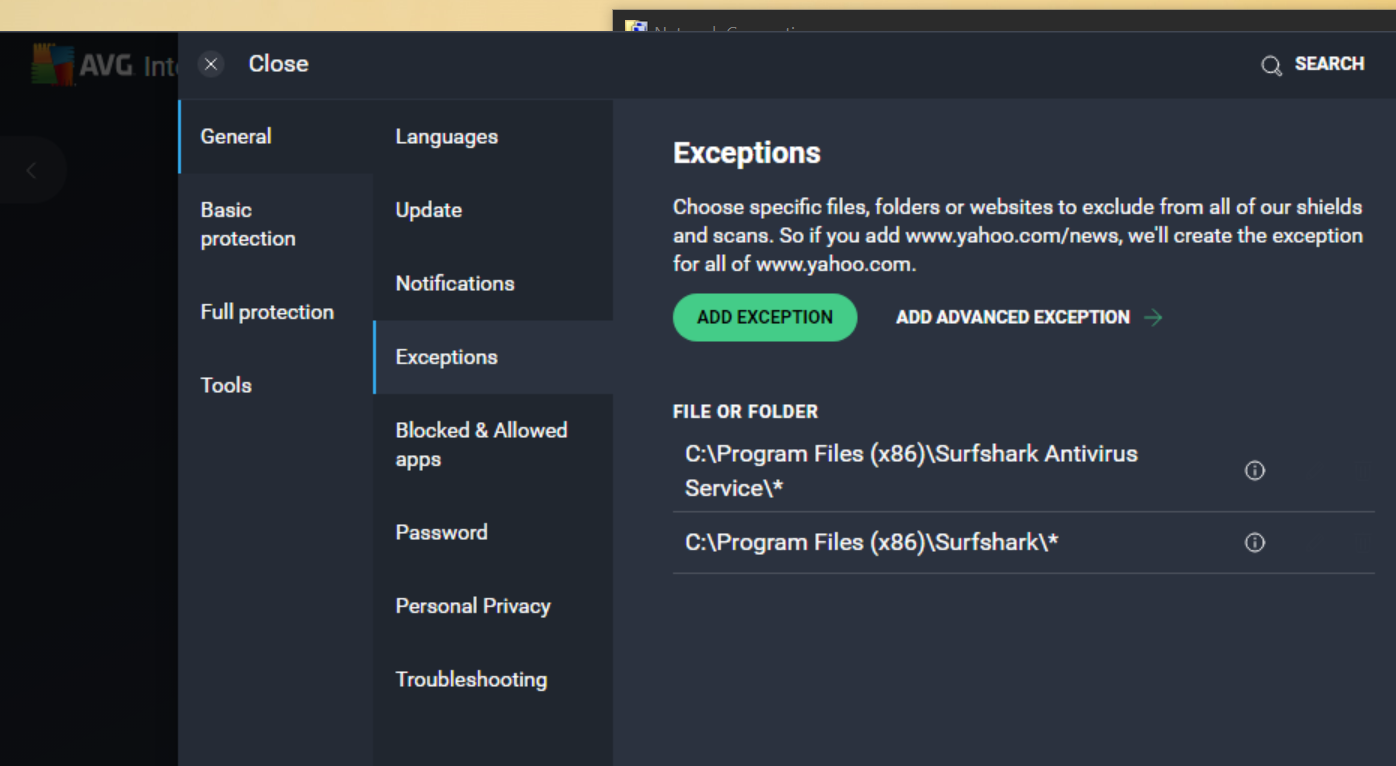 AVG Int
Close
SEARCH
General
Basic
protection
Full protection
Tools
Languages
Update
Notifications
Exceptions
Blocked & Allowed
apps
Password
Personal Privacy
Troubleshooting
Exceptions
Choose specific files, folders or websites to exclude from all of our shields
and scans. So if you add www.yahoo.com/news, we'll create the exception
for all of www.yahoo.com.
ADD EXCEPTION
ADD ADVANCED EXCEPTION
FILE OR FOLDER
C:\Program Files (x86)\Surfshark Antivirus
Service\*
C:\Program Files (x86)\Surfshark\*